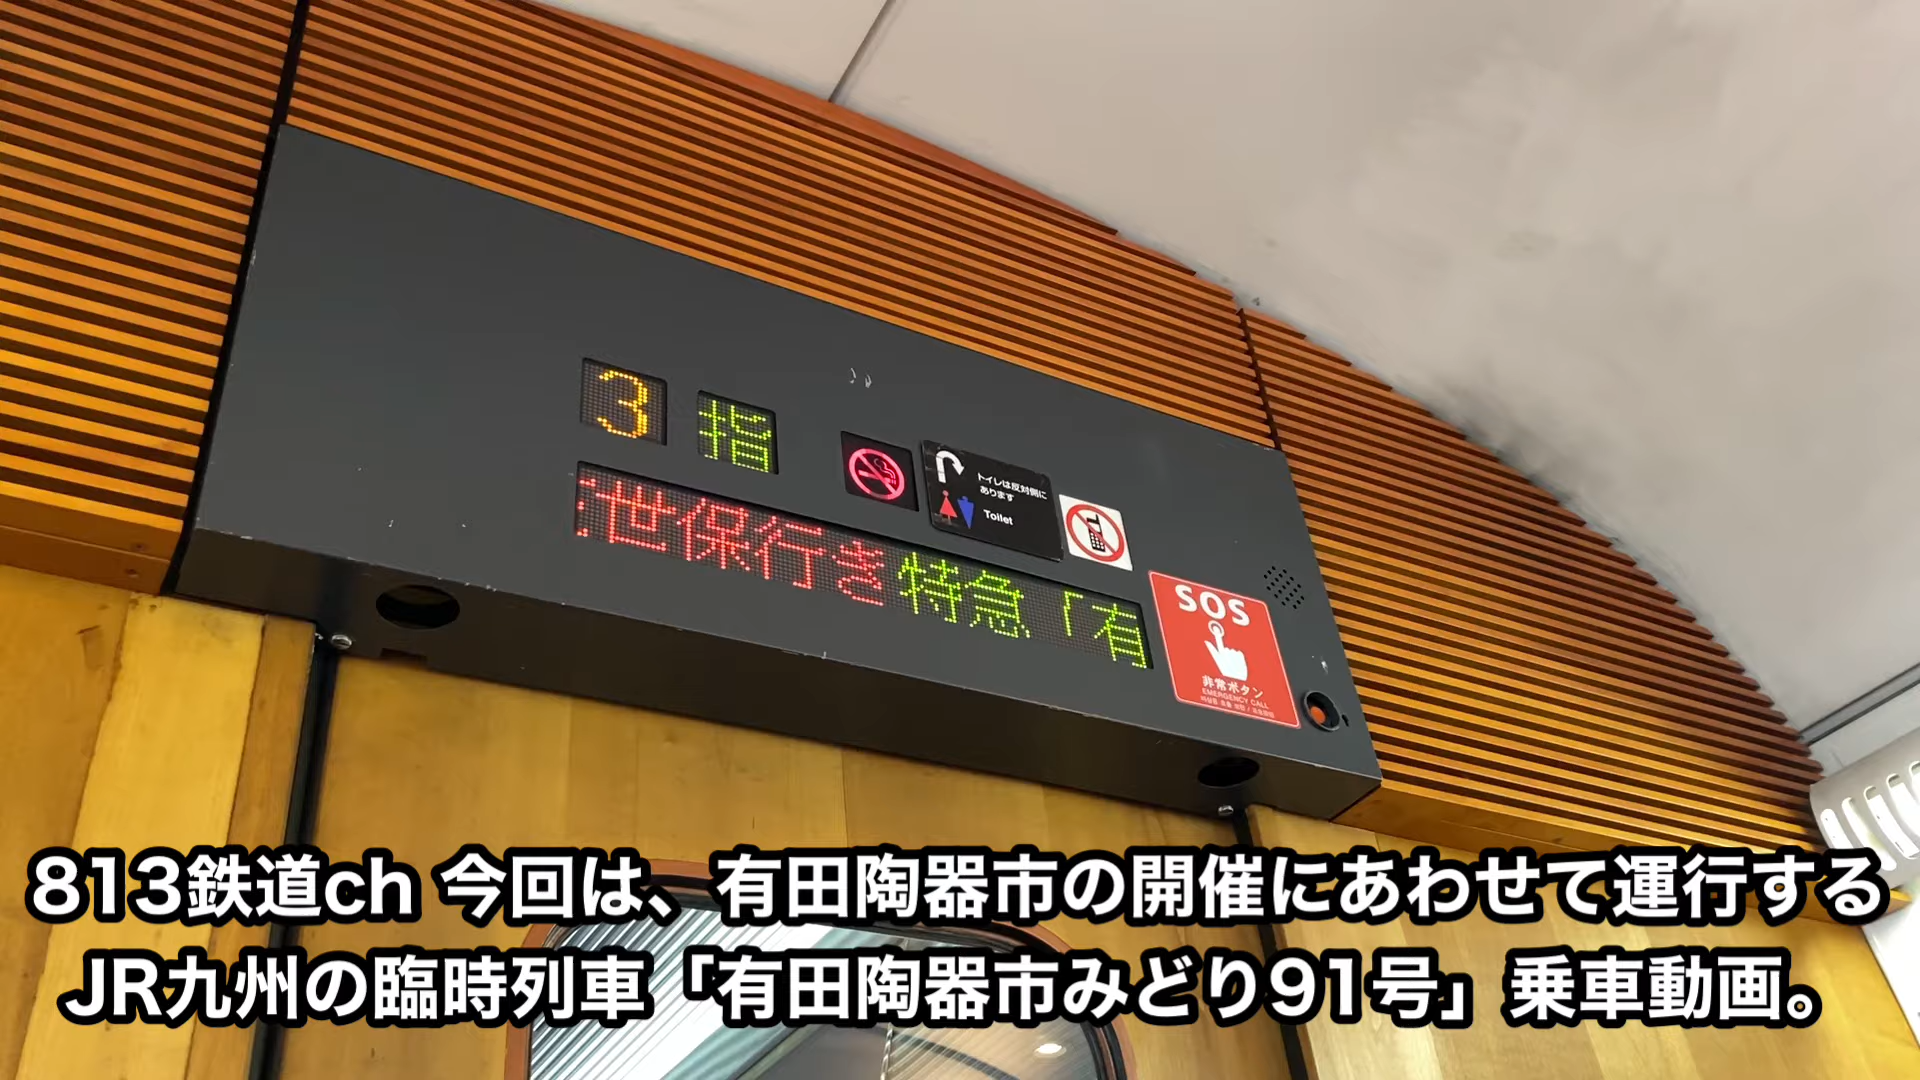 3 指
世保行き 特急「有
トイレは反対側に
あります
Toilet
SOS
非常ボタン
EMERGENCY CALL
813鉄道ch 今回は、有田陶器市の開催にあわせて運行する
JR九州の臨時列車「有田陶器市みどり91号」乗車動画。